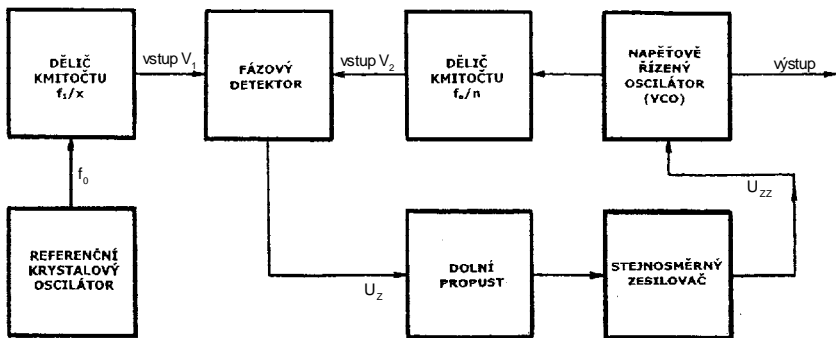 DĚLIČ
KMITOČTU
f₁/x
vstup V₁
FÁZOVÝ
DETEKTOR
vstup V₂
DĚLIČ
KMITOČTU
fₒ/n
NAPĚŤOVĚ
ŘÍZENÝ
OSCILÁTOR
(VCO)
výstup
f₀
U_ZZ
REFERENČNÍ
KRYSTALOVÝ
OSCILÁTOR
U_Z
DOLNÍ
PROPUST
STEJNOSMĚRNÝ
ZESILOVAČ